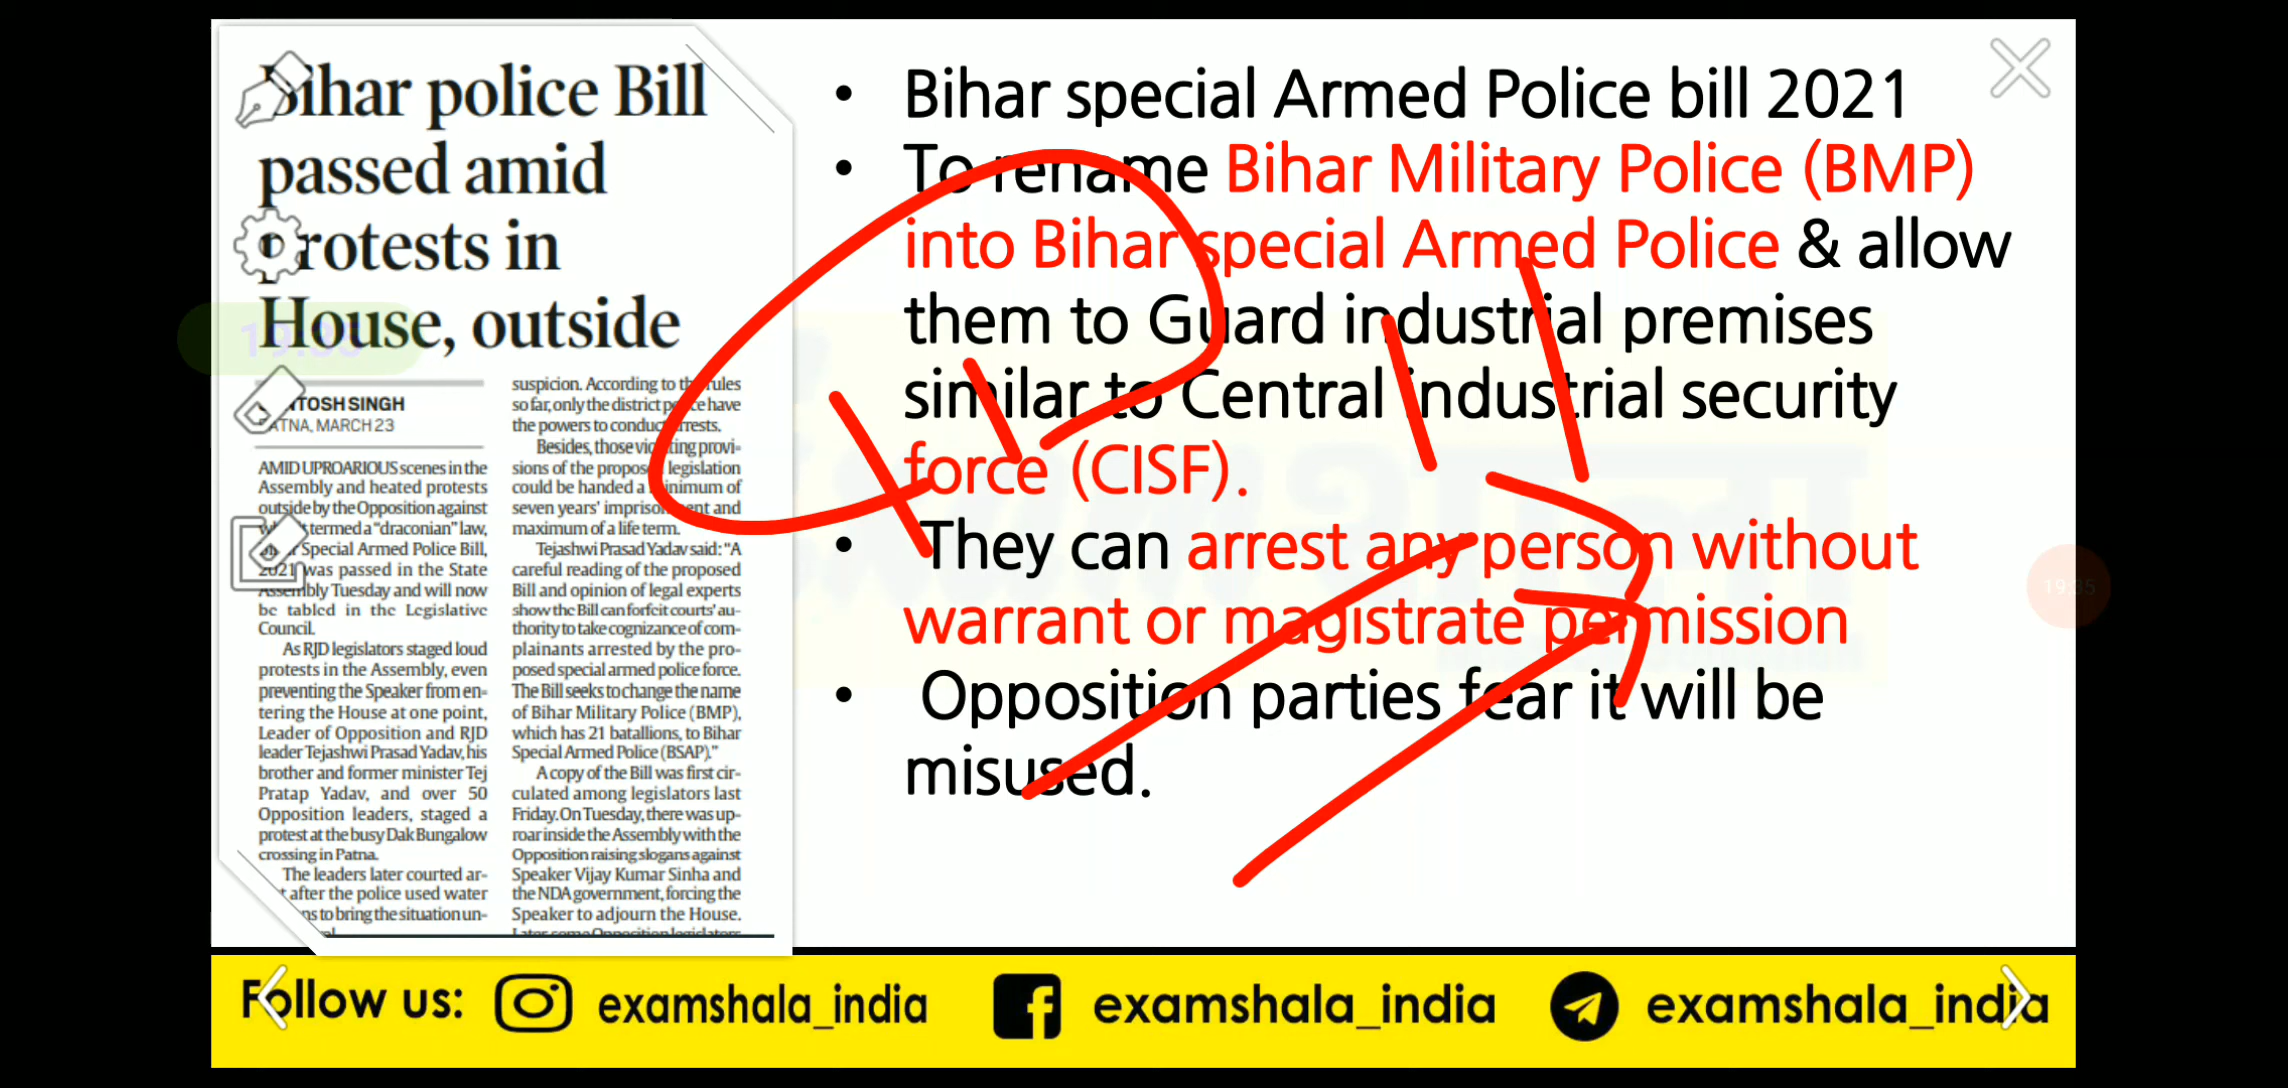 Bihar police Bill
passed amid
protests in
House, outside
TOSH SINGH
PATNA, MARCH 23
AMID UPROARIOUS scenes in the
Assembly and heated protests
outside by the Opposition against
termed a "draconian" law,
Special Armed Police Bill,
2021 was passed in the State
Assembly Tuesday and will now
be tabled in the Legislative
Council.
As RJD legislators staged loud
protests in the Assembly, even
preventing the Speaker from en-
tering the House at one point,
Leader of Opposition and RJD
leader Tejashwi Prasad Yadav, his
brother and former minister Tej
Pratap Yadav, and over 50
Opposition leaders, staged a
protest at the busy Dak Bungalow
crossing in Patna.
The leaders later courted ar-
after the police used water
to bring the situation un-
suspicion. According to the rules
so far, only the district police have
the powers to conduct arrests.
Besides, those violating provi-
sions of the proposed legislation
could be handed a minimum of
seven years' imprisonment and
maximum of a life term.
Tejashwi Prasad Yadav said: "A
careful reading of the proposed
Bill and opinion of legal experts
show the Bill can forfeit courts' au-
thority to take cognizance of com-
plainants arrested by the pro-
posed special armed police force.
The Bill seeks to change the name
of Bihar Military Police (BMP),
which has 21 batallions, to Bihar
Special Armed Police (BSAP)."
A copy of the Bill was first cir-
culated among legislators last
Friday. On Tuesday, there was up-
roar inside the Assembly with the
Opposition raising slogans against
Speaker Vijay Kumar Sinha and
the NDA government, forcing the
Speaker to adjourn the House.
Later some Opposition legislators
• Bihar special Armed Police bill 2021
• To rename Bihar Military Police (BMP)
into Bihar special Armed Police & allow
them to Guard industrial premises
similar to Central industrial security
force (CISF).
• They can arrest any person without
warrant or magistrate permission
• Opposition parties fear it will be
misused.
19:35
19:35
Follow us: examshala_india examshala_india examshala_india